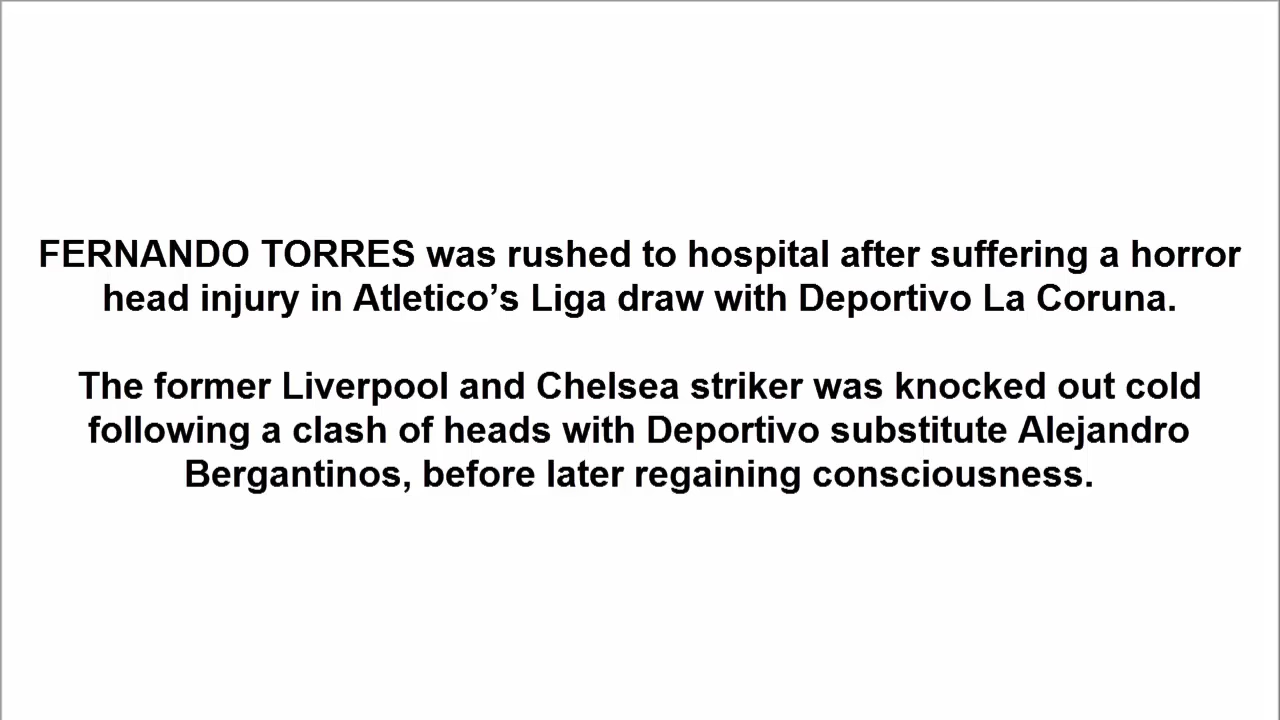 FERNANDO TORRES was rushed to hospital after suffering a horror
head injury in Atletico’s Liga draw with Deportivo La Coruna.
The former Liverpool and Chelsea striker was knocked out cold
following a clash of heads with Deportivo substitute Alejandro
Bergantinos, before later regaining consciousness.